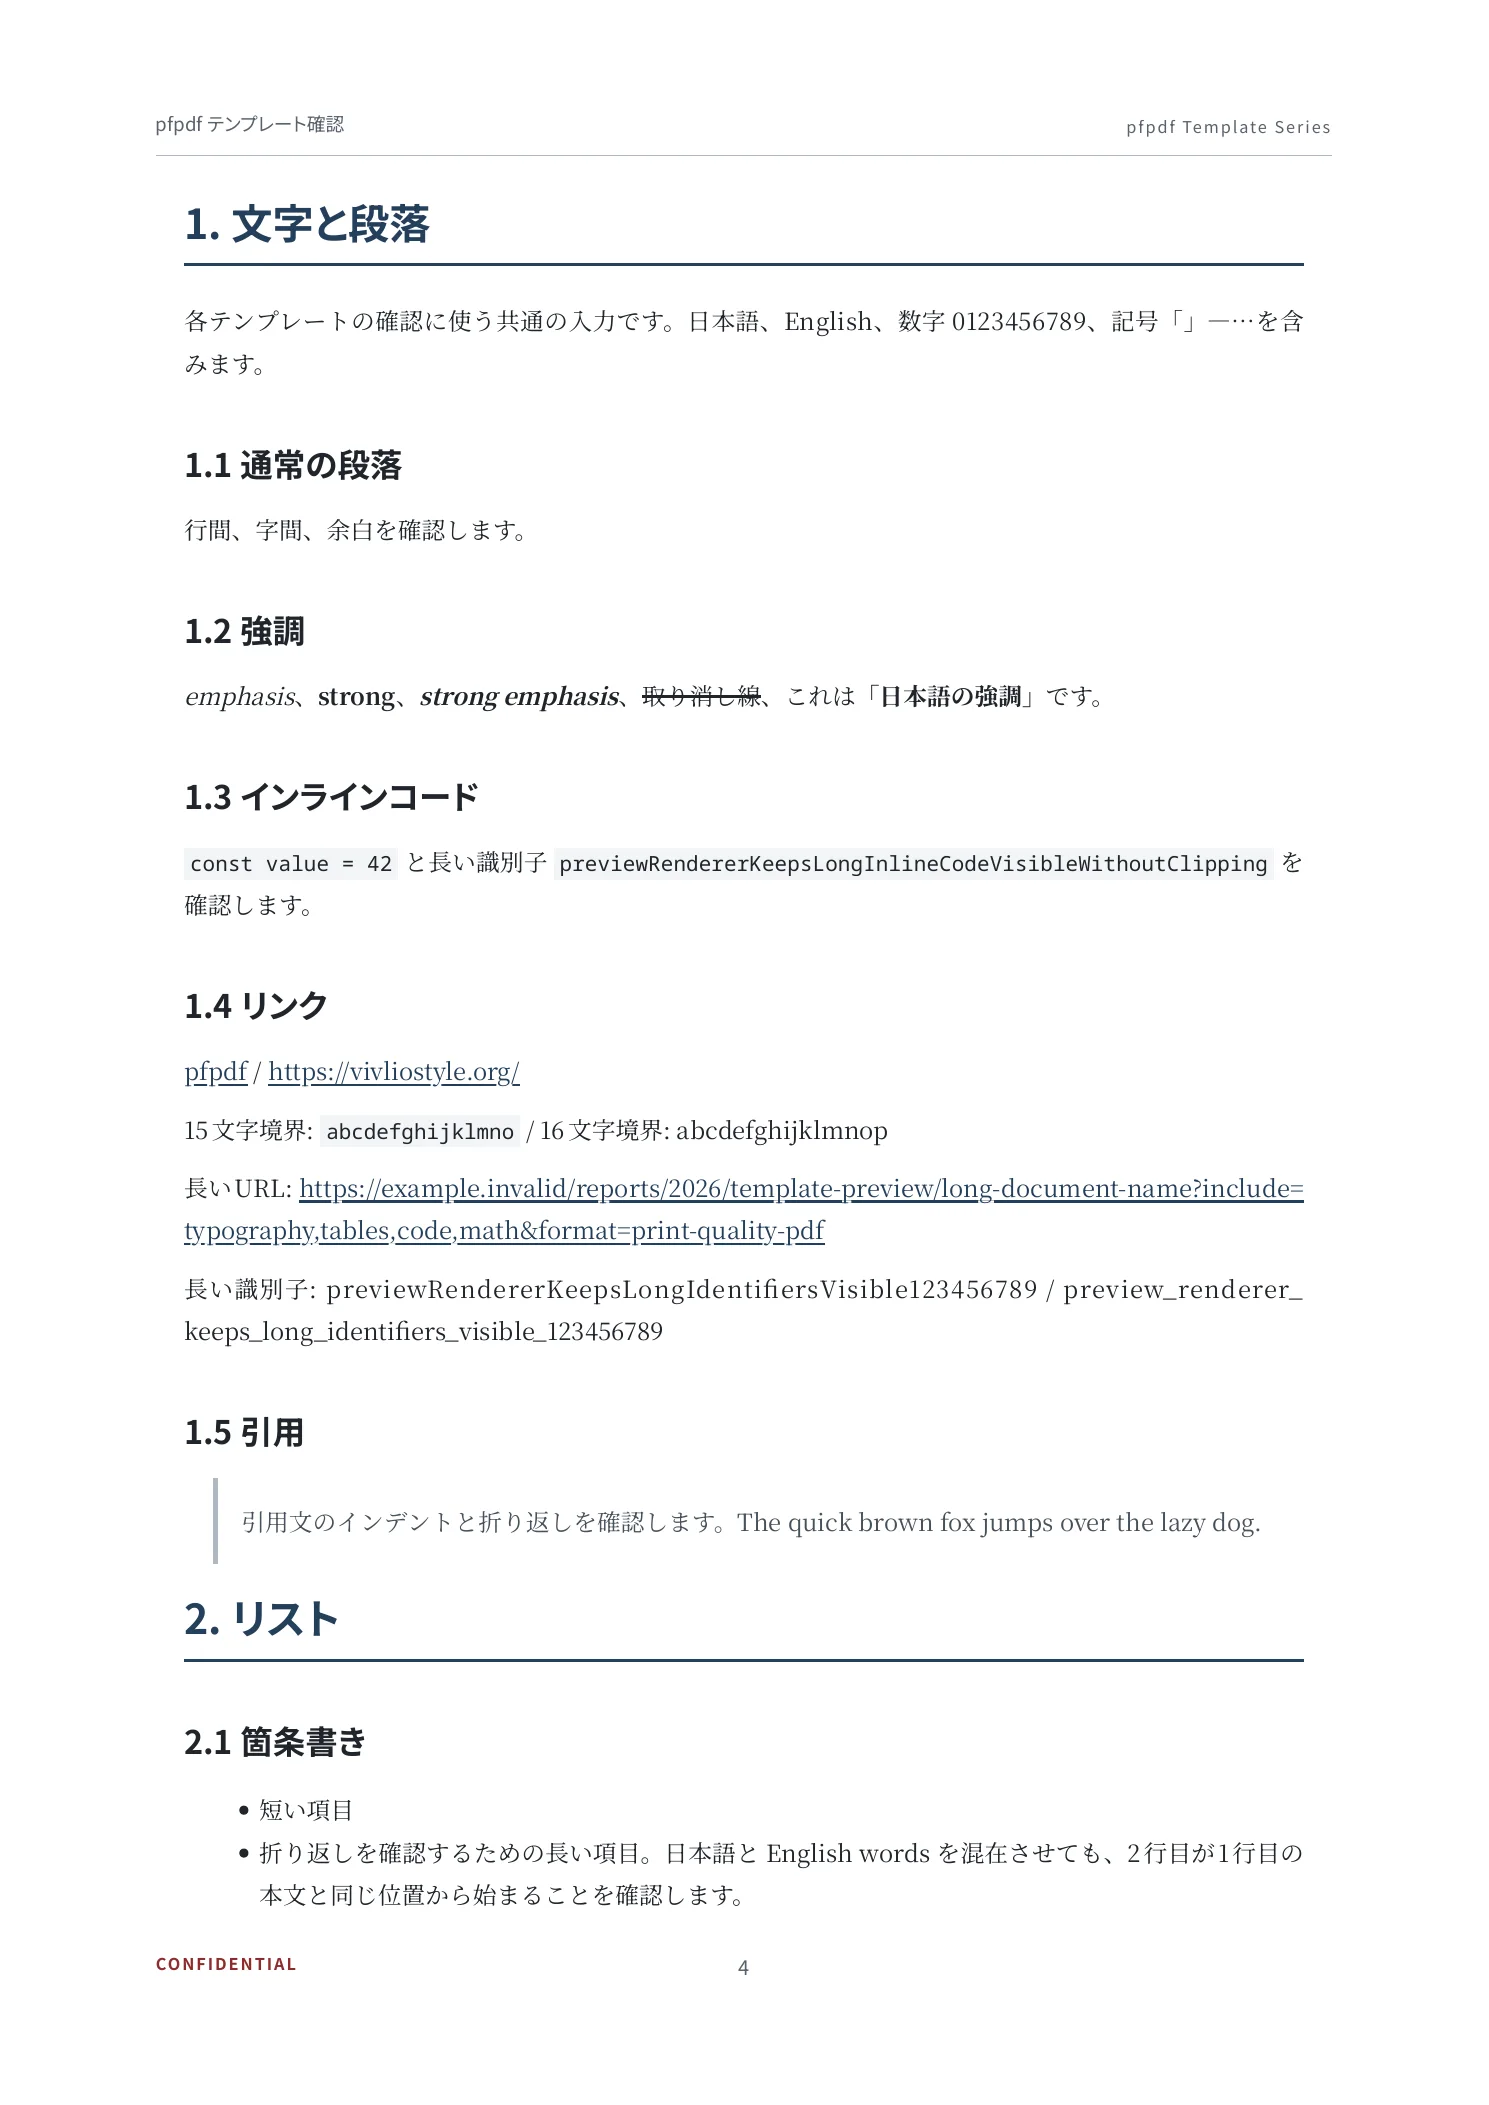 pfpdf テンプレート確認
pfpdf Template Series
1. 文字と段落
各テンプレートの確認に使う共通の入力です。日本語、English、数字 0123456789、記号「」―…を含
みます。
1.1 通常の段落
行間、字間、余白を確認します。
1.2 強調
emphasis、strong、strong emphasis、取り消し線、これは「日本語の強調」です。
1.3 インラインコード
const value = 42 と長い識別子 previewRendererKeepsLongInlineCodeVisibleWithoutClipping を
確認します。
1.4 リンク
pfpdf / https://vivliostyle.org/
15文字境界: abcdefghijklmno / 16文字境界: abcdefghijklmnop
長いURL: https://example.invalid/reports/2026/template-preview/long-document-name?include=
typography,tables,code,math&format=print-quality-pdf
長い識別子: previewRendererKeepsLongIdentifiersVisible123456789 / preview_renderer_
keeps_long_identifiers_visible_123456789
1.5 引用
引用文のインデントと折り返しを確認します。The quick brown fox jumps over the lazy dog.
2. リスト
2.1 箇条書き
• 短い項目
• 折り返しを確認するための長い項目。日本語と English words を混在させても、2行目が1行目の
本文と同じ位置から始まることを確認します。
CONFIDENTIAL
4